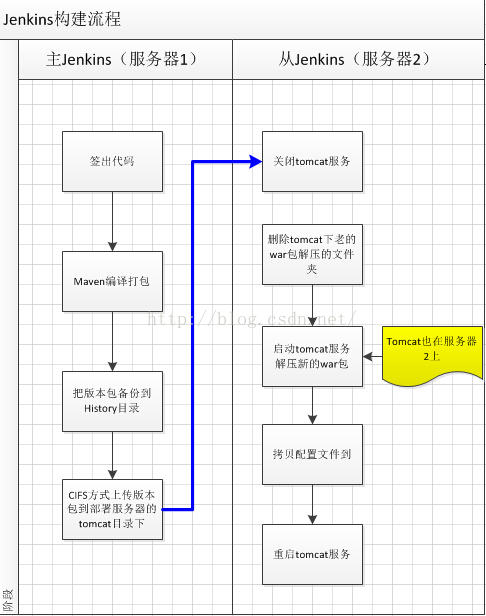 Jenkins构建流程
主Jenkins（服务器1）
从Jenkins（服务器2）
签出代码
Maven编译打包
把版本包备份到
History目录
CIFS方式上传版本
包到部署服务器的
tomcat目录下
关闭tomcat服务
删除tomcat下老的
war包解压的文件
夹
启动tomcat服务
解压新的war包
Tomcat也在服务器
2上
拷贝配置文件到
重启tomcat服务
阶段
http://blog.csdn.net/